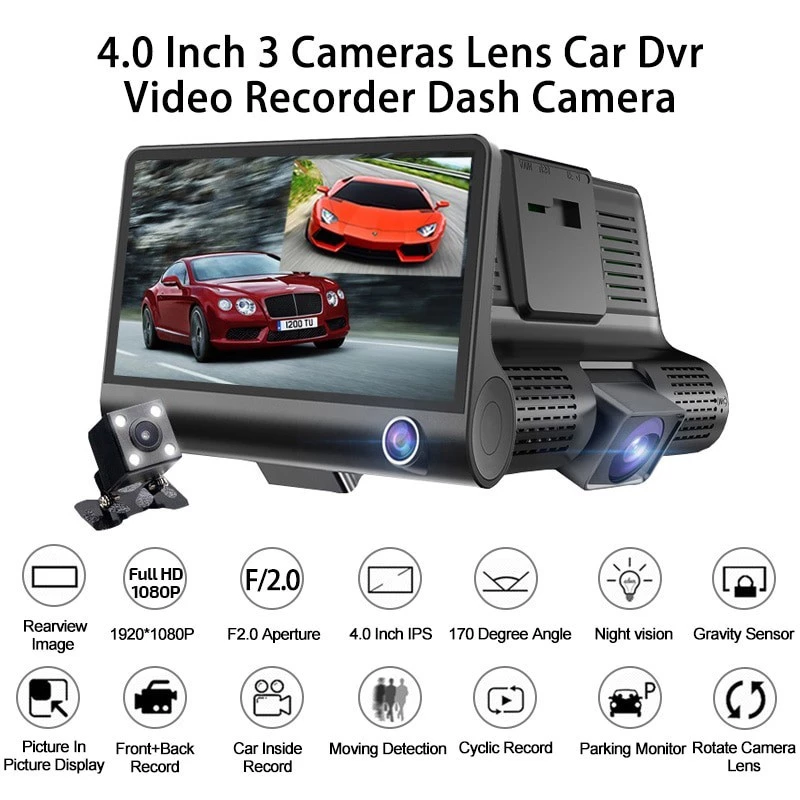 4.0 Inch 3 Cameras Lens Car Dvr
Video Recorder Dash Camera
1200 TU
Rearview
Image
Full HD
1080P
1920*1080P
F/2.0
F2.0 Aperture
4.0 Inch IPS
170 Degree Angle
Night vision
Gravity Sensor
Picture In
Picture Display
Front+Back
Record
Car Inside
Record
Moving Detection
Cyclic Record
P
Parking Monitor
Rotate Camera
Lens